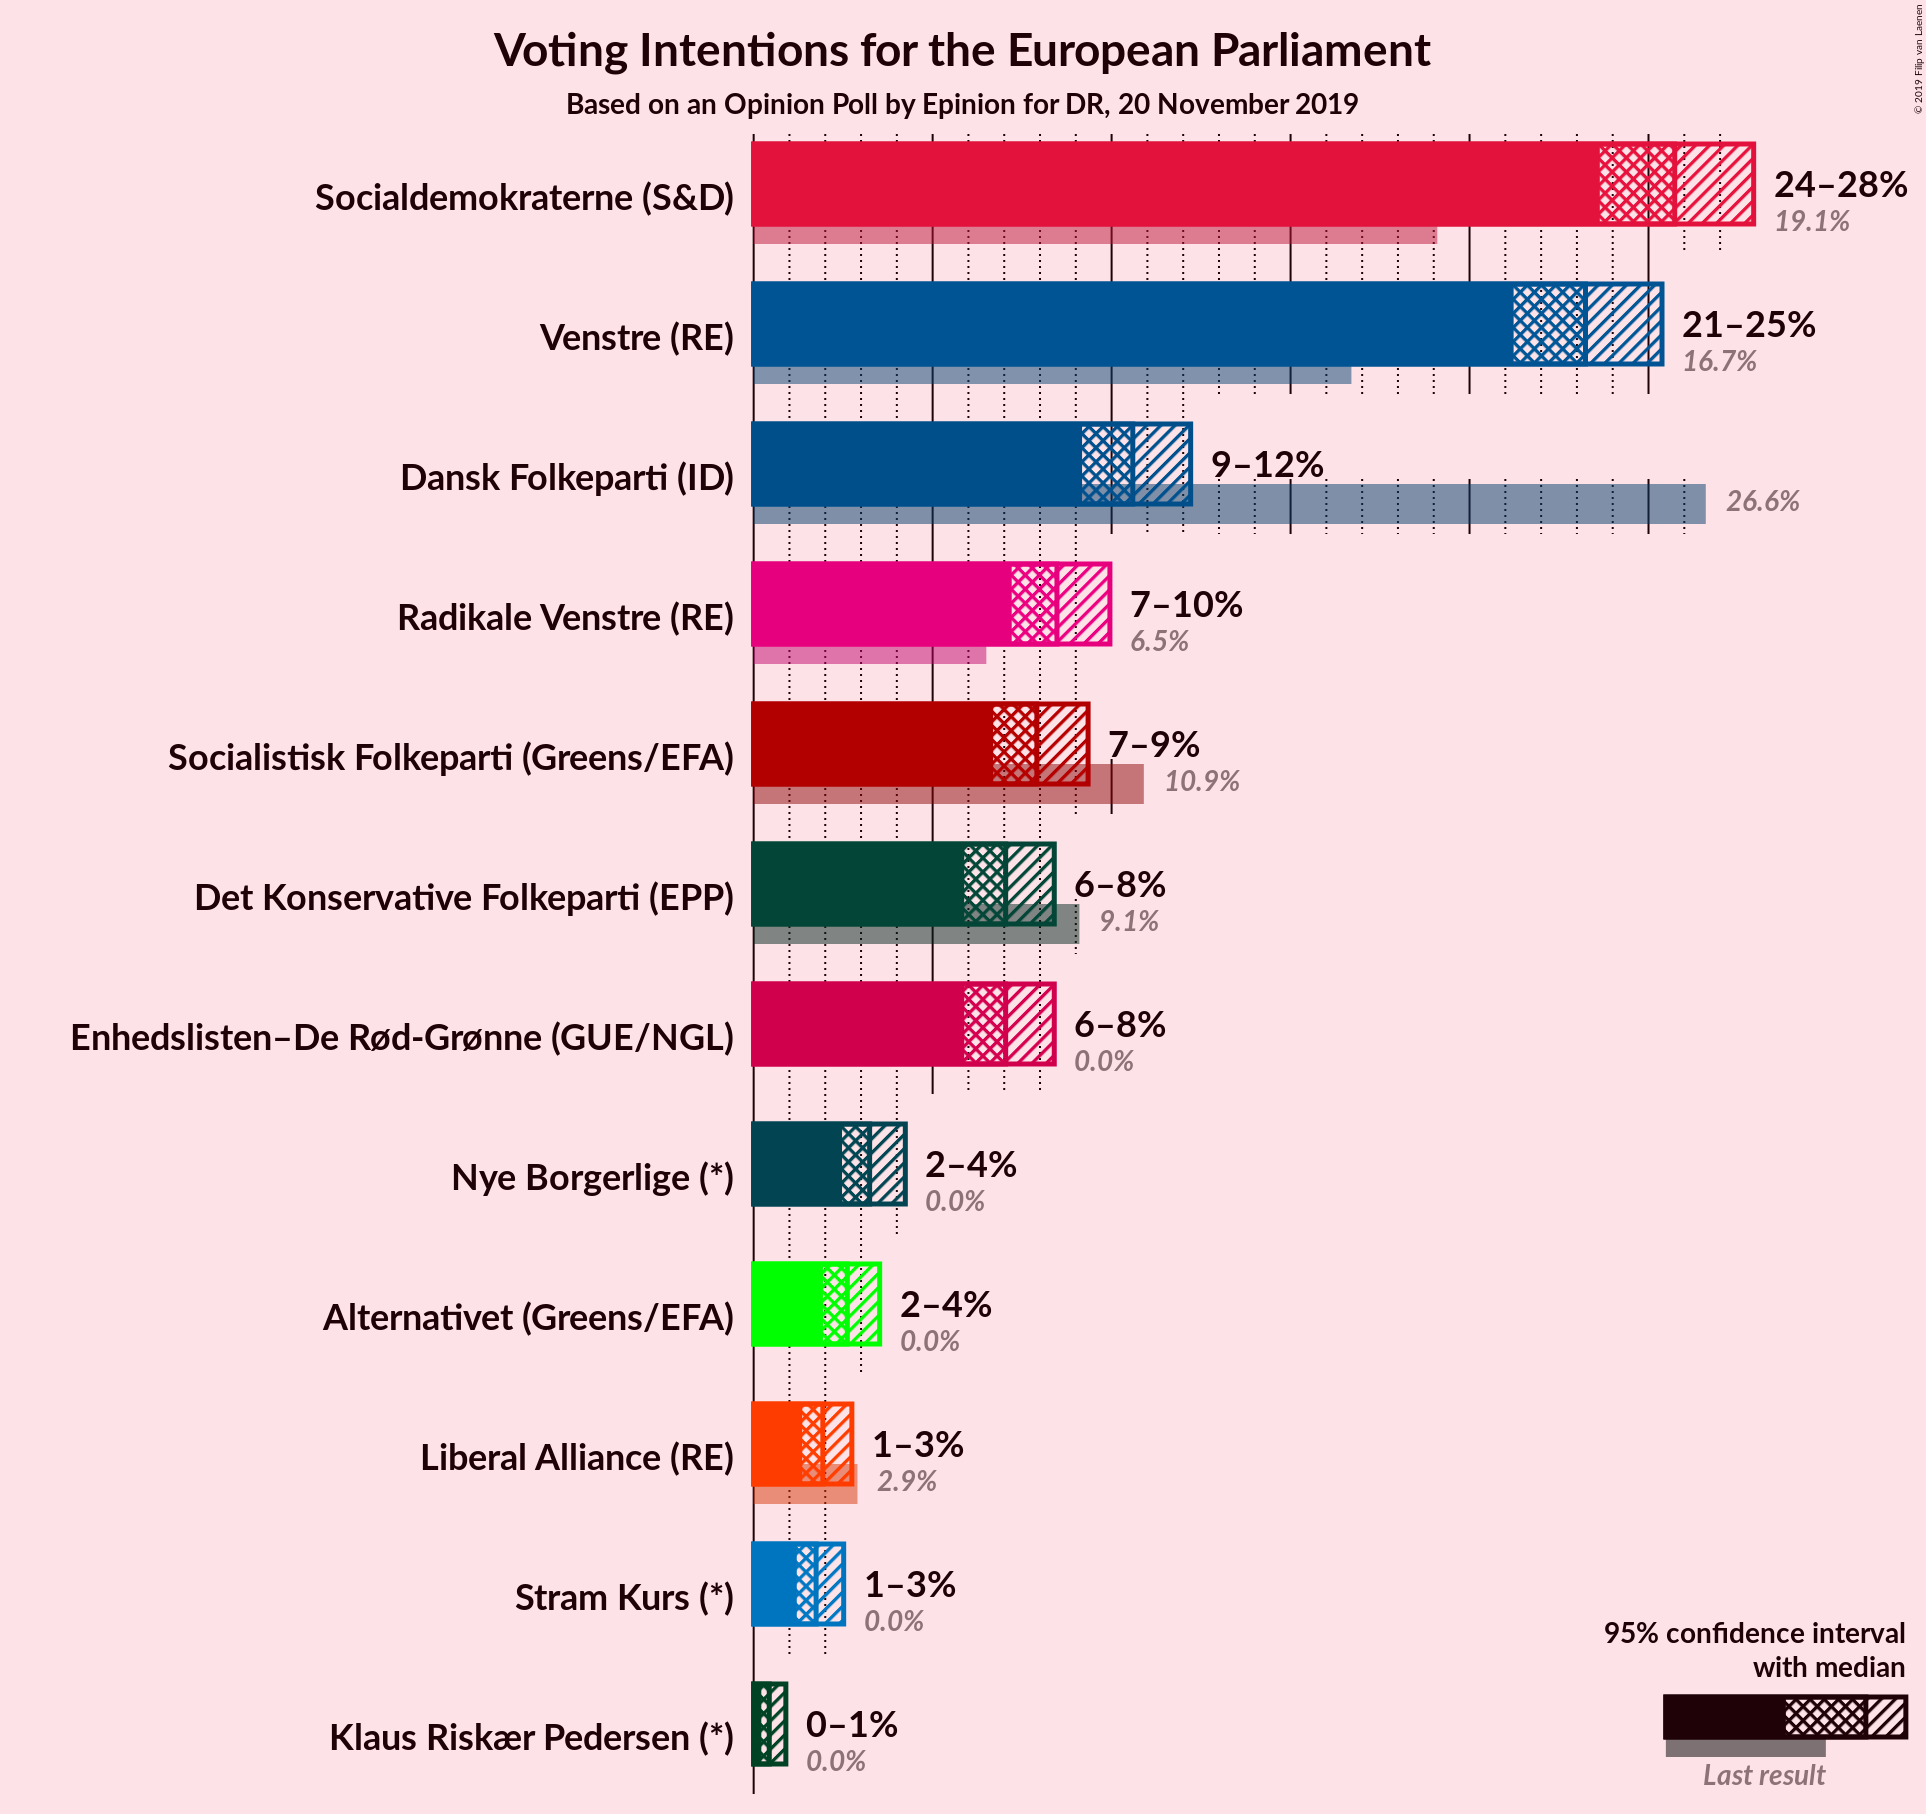 Voting Intentions for the European Parliament
Based on an Opinion Poll by Epinion for DR, 20 November 2019
© 2019 Filip van Laenen
Socialdemokraterne (S&D)
24–28%
19.1%
Venstre (RE)
21–25%
16.7%
Dansk Folkeparti (ID)
9–12%
26.6%
Radikale Venstre (RE)
7–10%
6.5%
Socialistisk Folkeparti (Greens/EFA)
7–9%
10.9%
Det Konservative Folkeparti (EPP)
6–8%
9.1%
Enhedslisten–De Rød-Grønne (GUE/NGL)
6–8%
0.0%
Nye Borgerlige (*)
2–4%
0.0%
Alternativet (Greens/EFA)
2–4%
0.0%
Liberal Alliance (RE)
1–3%
2.9%
Stram Kurs (*)
1–3%
0.0%
Klaus Riskær Pedersen (*)
0–1%
0.0%
95% confidence interval
with median
Last result